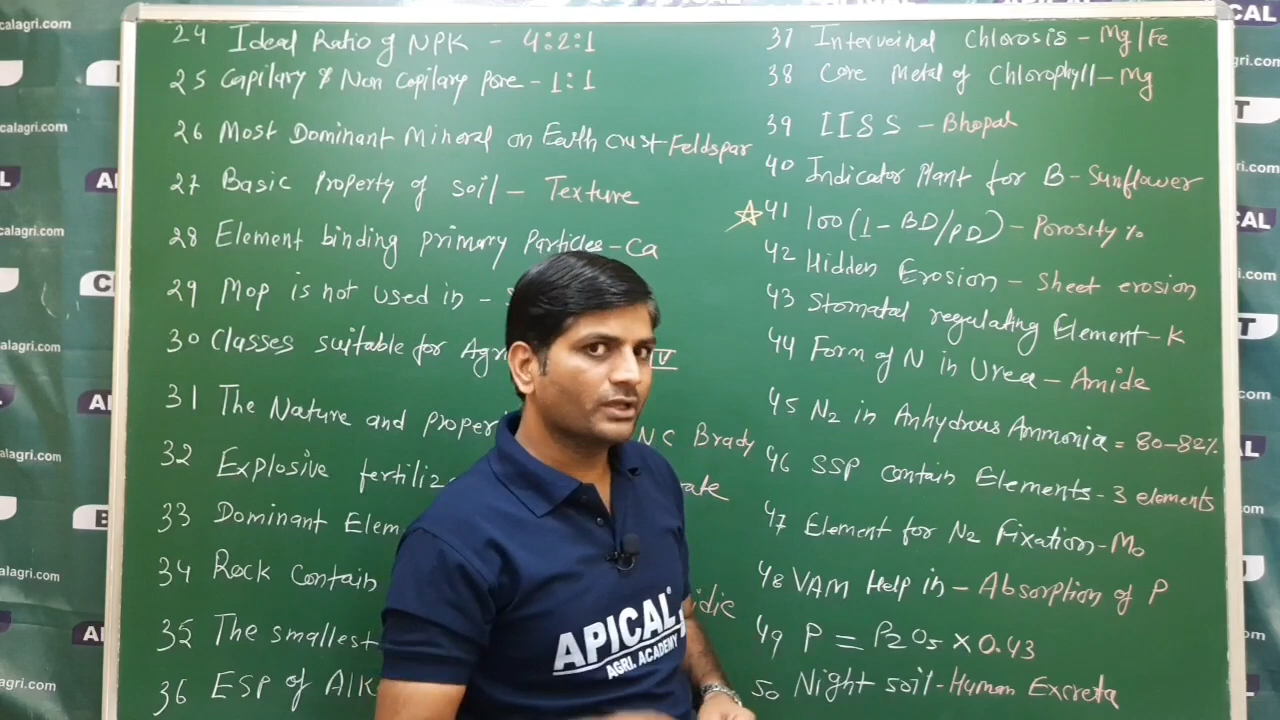 24 Ideal Ratio of NPK - 4:2:1
25 Capilary & Non Capilary pore - 1:1
26 Most Dominant Mineral on Earth crust - Feldspar
27 Basic Property of soil - Texture
28 Element binding primary Particles - Ca
29 Mop is not used in -
30 Classes suitable for Agr IV
31 The Nature and proper NC Brady
32 Explosive fertiliz ate
33 Dominant Elem
34 Rock Contain idic
35 The smallest
36 ESP of Alk
37 Interveinal Chlorosis - Mg/Fe
38 Core Metal of Chlorophyll - Mg
39 IISS - Bhopal
40 Indicator Plant for B - Sunflower
41 100(1-BD/PD) - Porosity %
42 Hidden Erosion - Sheet erosion
43 Stomatal regulating Element - K
44 Form of N in Urea - Amide
45 N2 in Anhydrous Ammonia = 80-82%
46 SSP contain Elements - 3 elements
47 Element for N2 Fixation - Mo
48 VAM Help in - Absorption of P
49 P = P2O5 × 0.43
50 Night soil - Human Excreta
APICAL
AGRI. ACADEMY